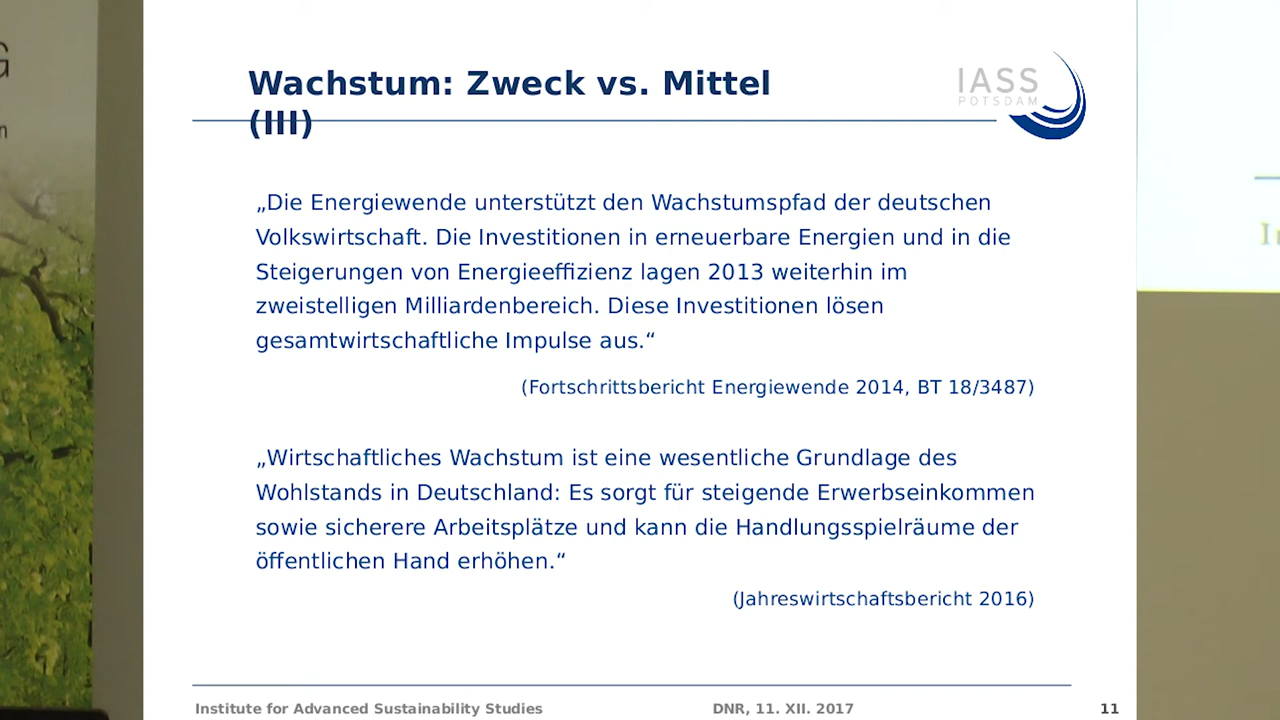 Wachstum: Zweck vs. Mittel
(III)
IASS
POTSDAM
„Die Energiewende unterstützt den Wachstumspfad der deutschen
Volkswirtschaft. Die Investitionen in erneuerbare Energien und in die
Steigerungen von Energieeffizienz lagen 2013 weiterhin im
zweistelligen Milliardenbereich. Diese Investitionen lösen
gesamtwirtschaftliche Impulse aus.“
(Fortschrittsbericht Energiewende 2014, BT 18/3487)
„Wirtschaftliches Wachstum ist eine wesentliche Grundlage des
Wohlstands in Deutschland: Es sorgt für steigende Erwerbseinkommen
sowie sicherere Arbeitsplätze und kann die Handlungsspielräume der
öffentlichen Hand erhöhen.“
(Jahreswirtschaftsbericht 2016)
Institute for Advanced Sustainability Studies
DNR, 11. XII. 2017
11